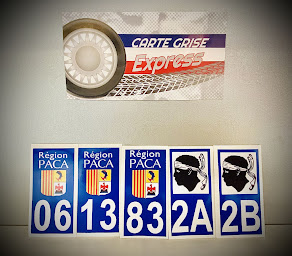 CARTE GRISE
Express
Région
PACA
06
Région
PACA
13
Région
PACA
83
2A
2B